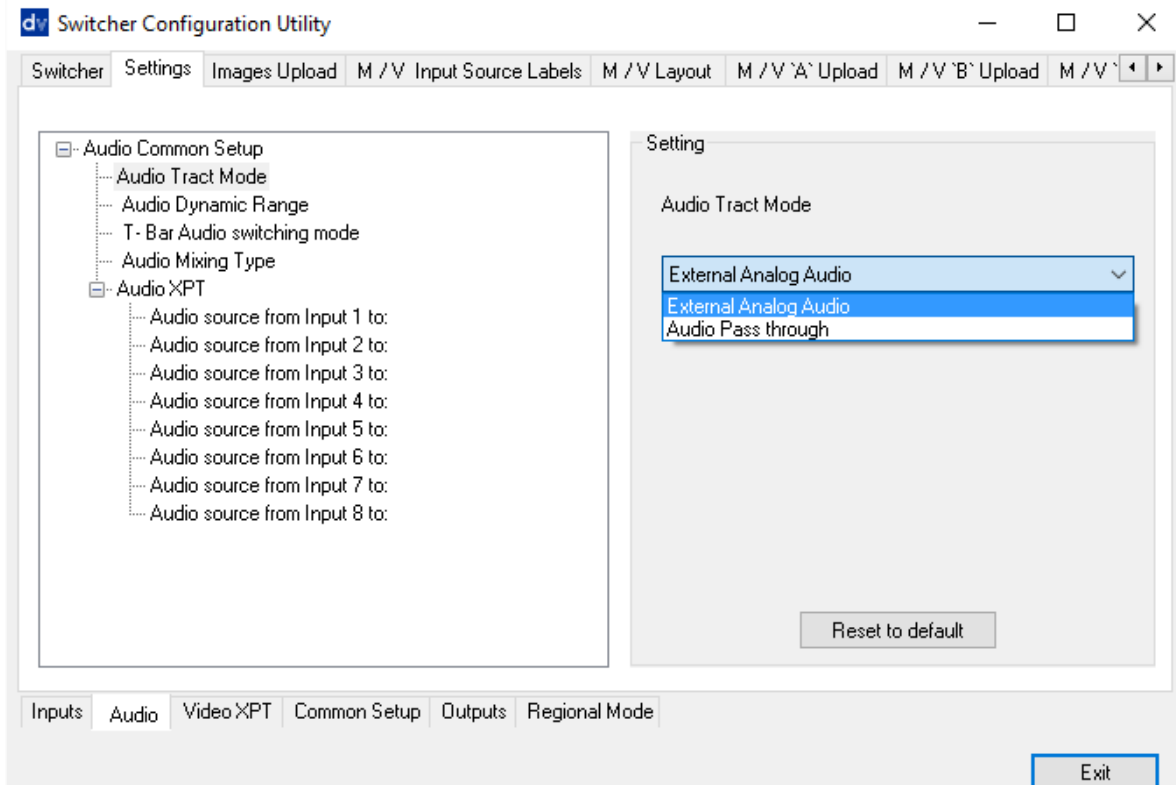 dv Switcher Configuration Utility
Switcher Settings Images Upload M / V Input Source Labels M / V Layout M / V `A` Upload M / V `B` Upload M / V `
Audio Common Setup
Audio Tract Mode
Audio Dynamic Range
T- Bar Audio switching mode
Audio Mixing Type
Audio XPT
Audio source from Input 1 to:
Audio source from Input 2 to:
Audio source from Input 3 to:
Audio source from Input 4 to:
Audio source from Input 5 to:
Audio source from Input 6 to:
Audio source from Input 7 to:
Audio source from Input 8 to:
Setting
Audio Tract Mode
External Analog Audio
External Analog Audio
Audio Pass through
Reset to default
Inputs Audio Video XPT Common Setup Outputs Regional Mode
Exit